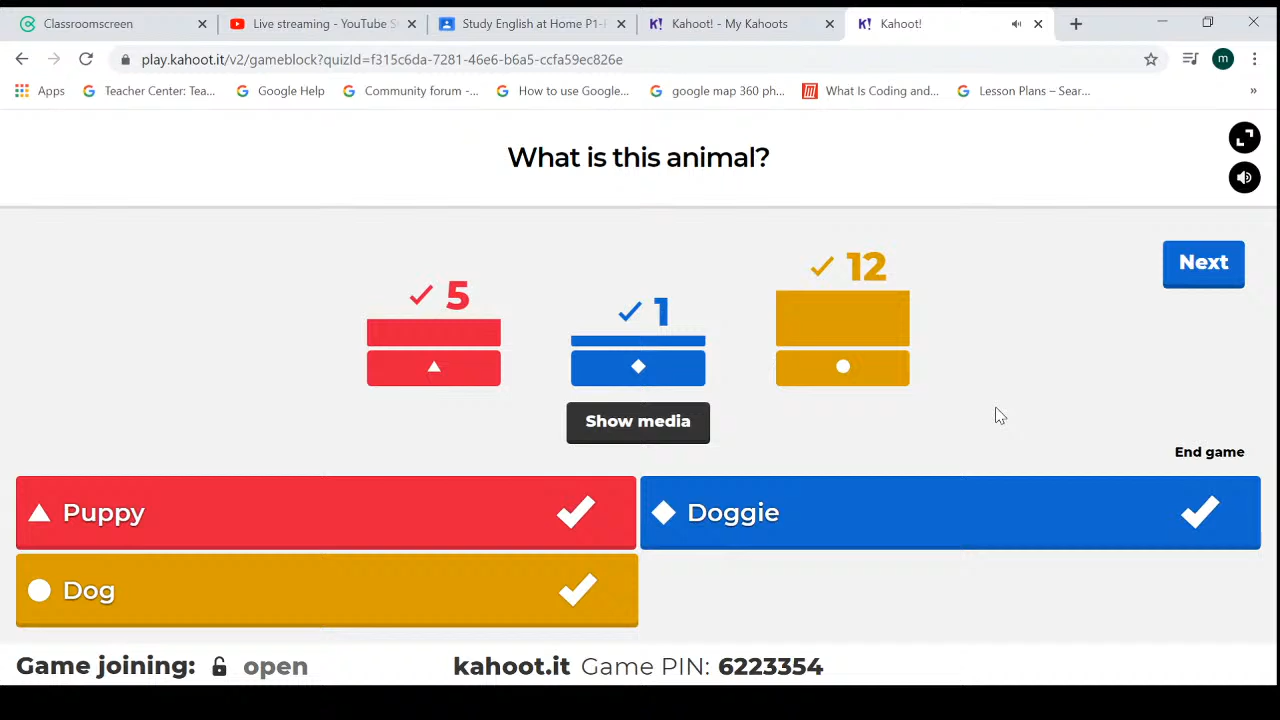 Classroomscreen
Live streaming - YouTube S
Study English at Home P1-
Kahoot! - My Kahoots
Kahoot!
play.kahoot.it/v2/gameblock?quizId=f315c6da-7281-46e6-b6a5-ccfa59ec826e
m
Apps
Teacher Center: Tea...
Google Help
Community forum -...
How to use Google...
google map 360 ph...
What Is Coding and...
Lesson Plans – Sear...
What is this animal?
5
1
12
Next
Show media
End game
Puppy
Doggie
Dog
Game joining: open
kahoot.it Game PIN: 6223354